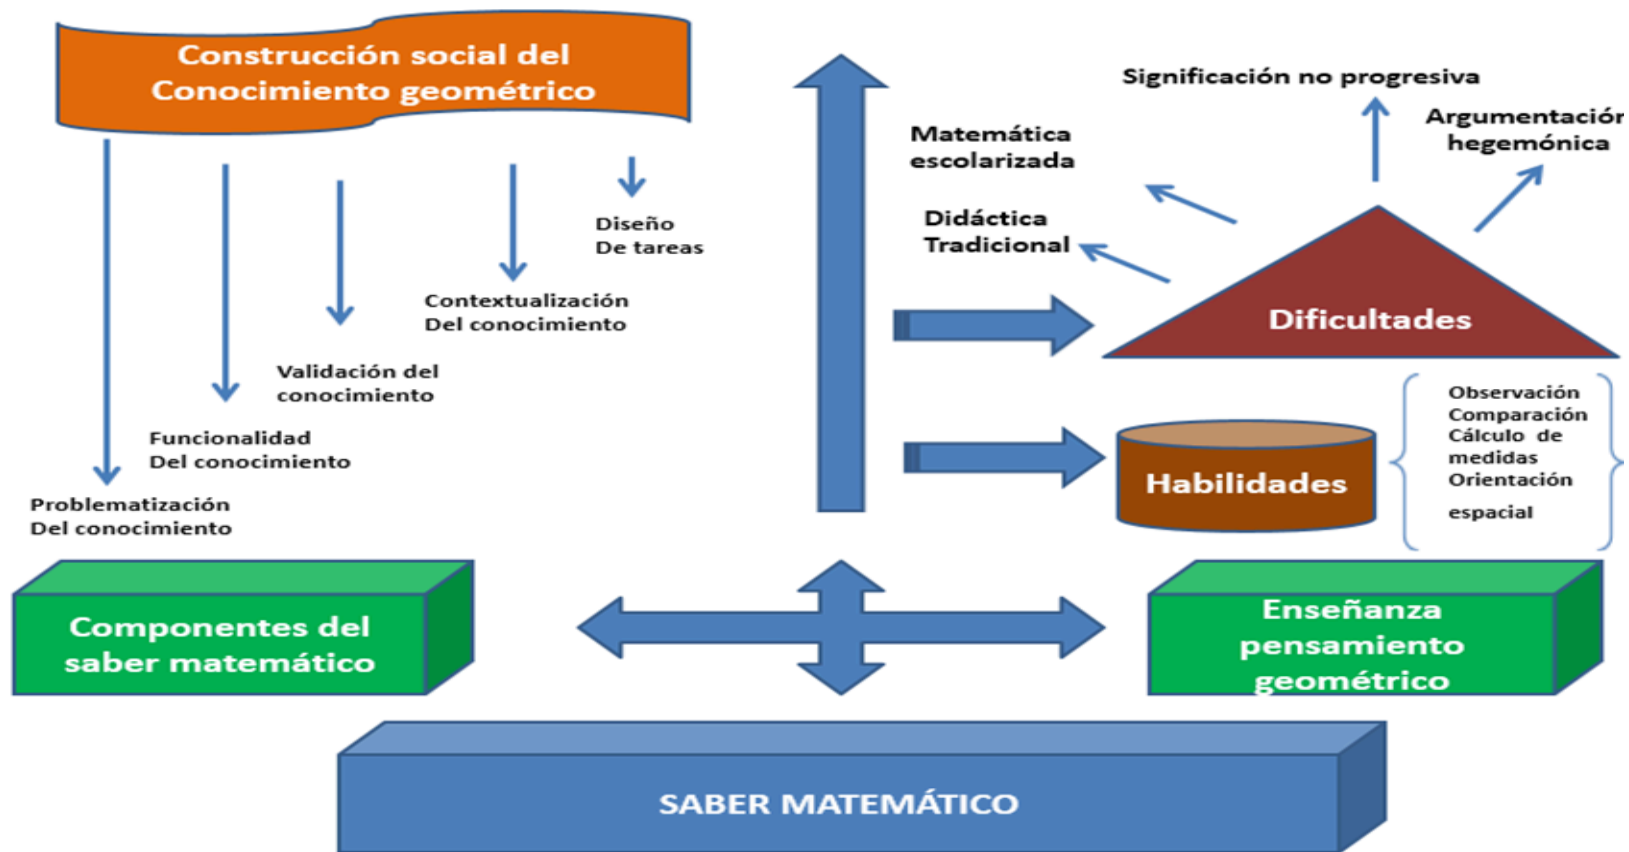 Construcción social del
Conocimiento geométrico
Diseño
De tareas
Contextualización
Del conocimiento
Validación del
conocimiento
Funcionalidad
Del conocimiento
Problematización
Del conocimiento
Componentes del
saber matemático
Significación no progresiva
Argumentación
hegemónica
Matemática
escolarizada
Didáctica
Tradicional
Dificultades
Habilidades
Observación
Comparación
Cálculo de
medidas
Orientación
espacial
Enseñanza
pensamiento
geométrico
SABER MATEMÁTICO